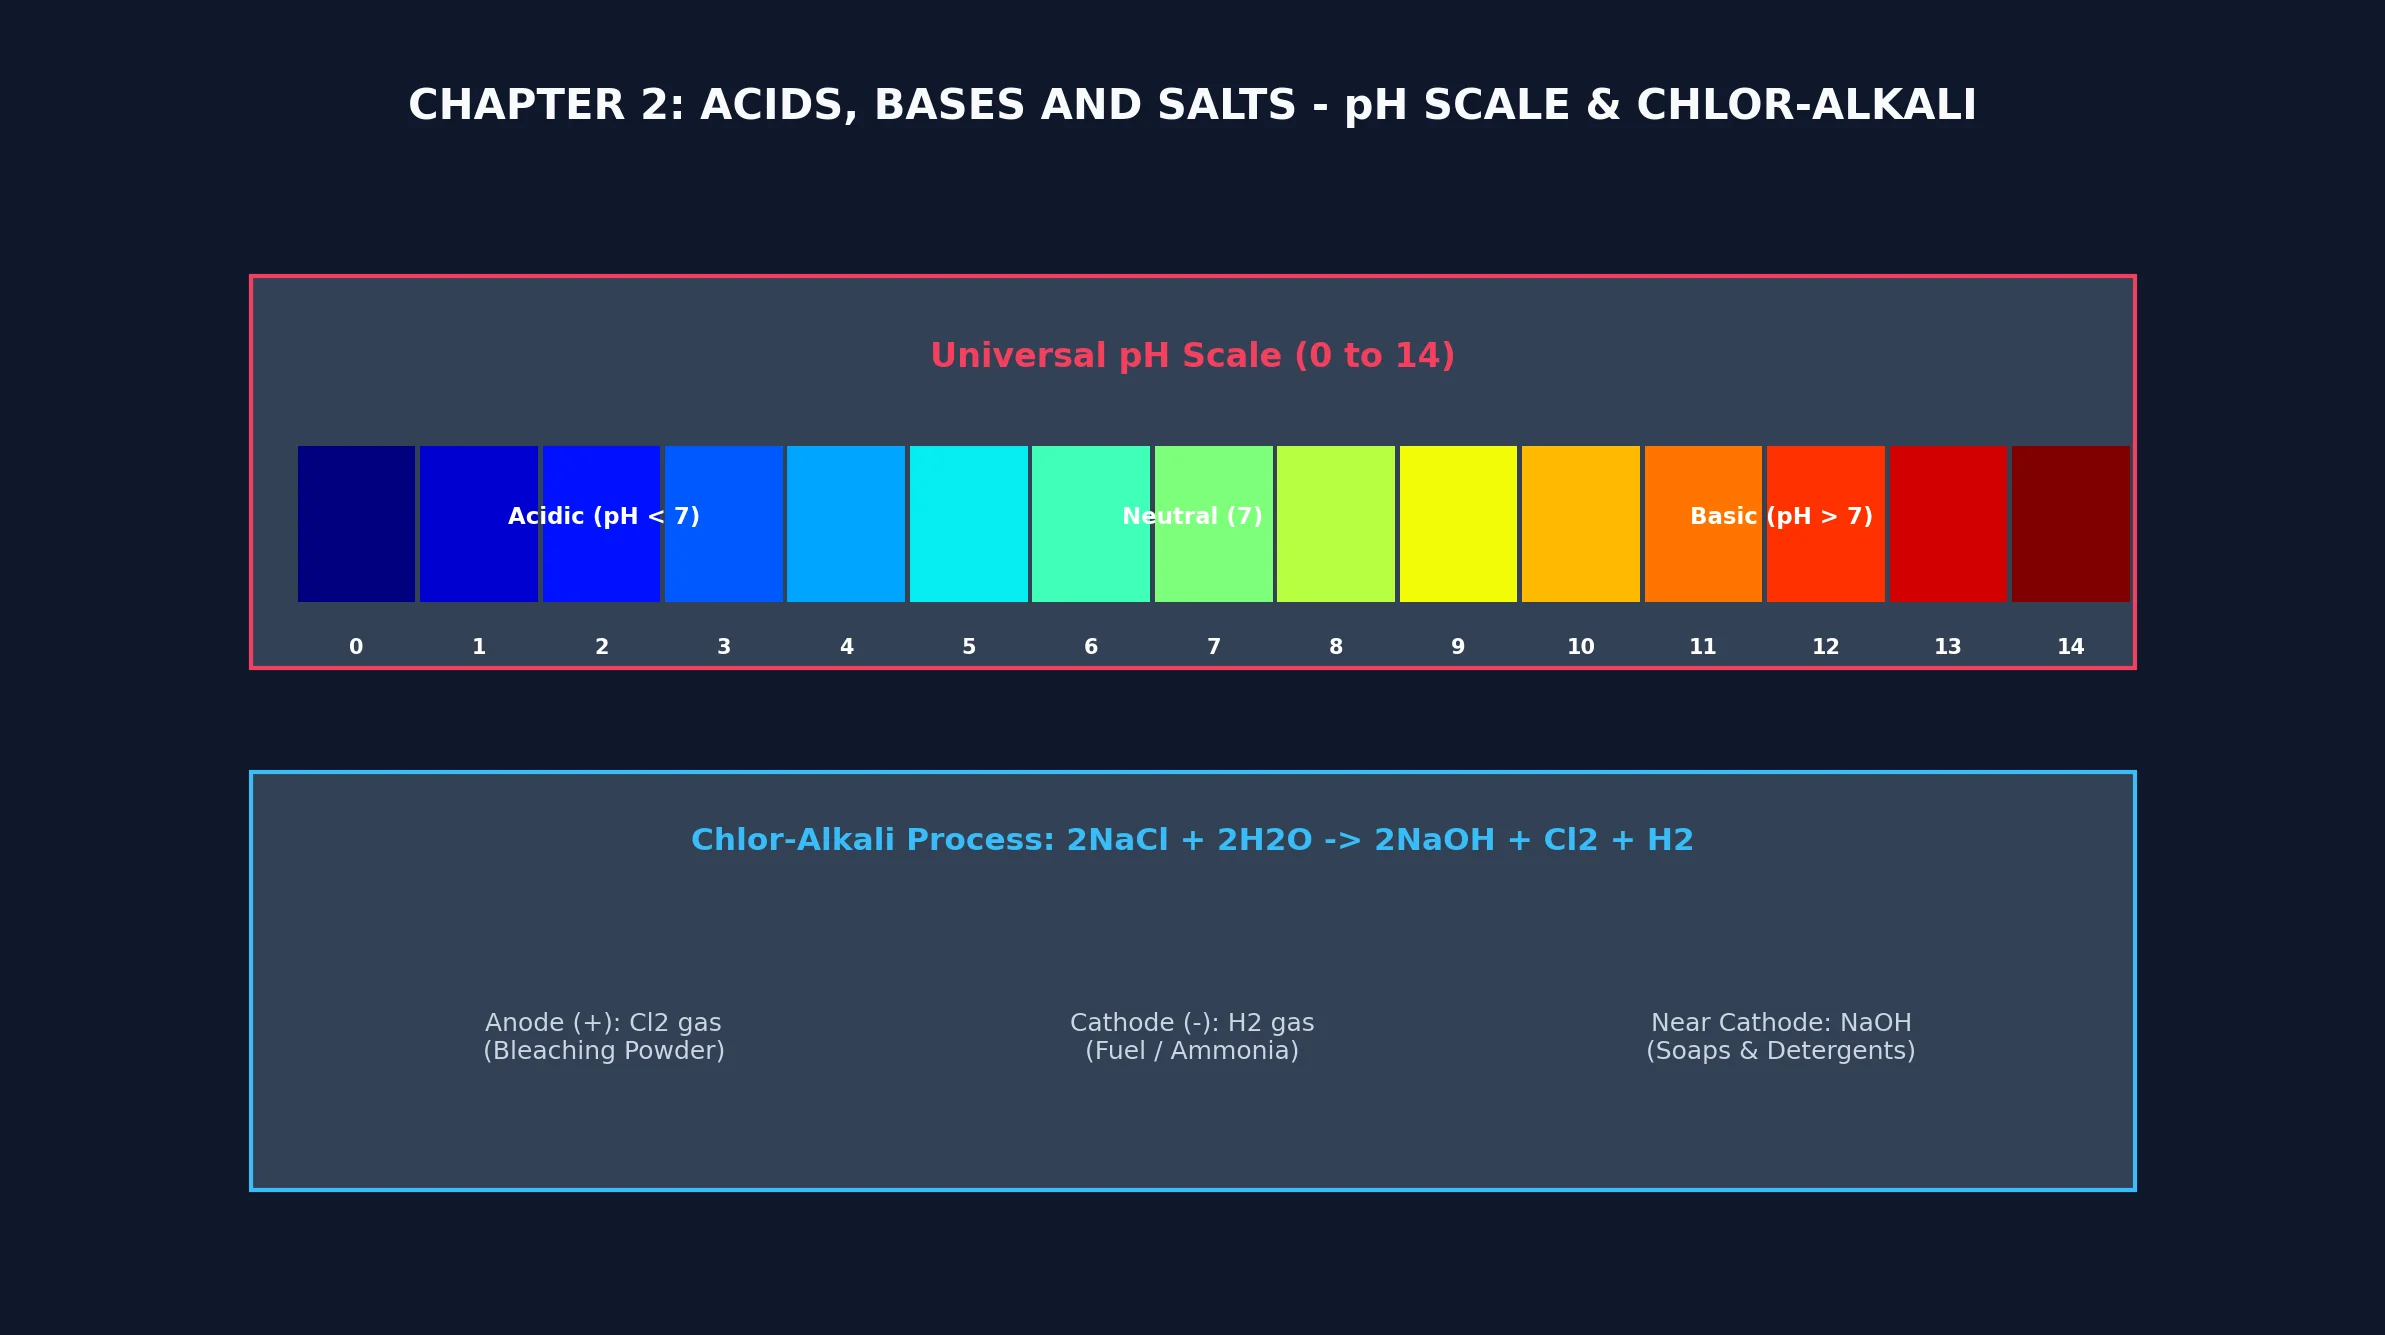 CHAPTER 2: ACIDS, BASES AND SALTS - pH SCALE & CHLOR-ALKALI
Universal pH Scale (0 to 14)
Acidic (pH < 7) Neutral (7) Basic (pH > 7)
0 1 2 3 4 5 6 7 8 9 10 11 12 13 14
Chlor-Alkali Process: 2NaCl + 2H2O -> 2NaOH + Cl2 + H2
Anode (+): Cl2 gas
(Bleaching Powder)
Cathode (-): H2 gas
(Fuel / Ammonia)
Near Cathode: NaOH
(Soaps & Detergents)